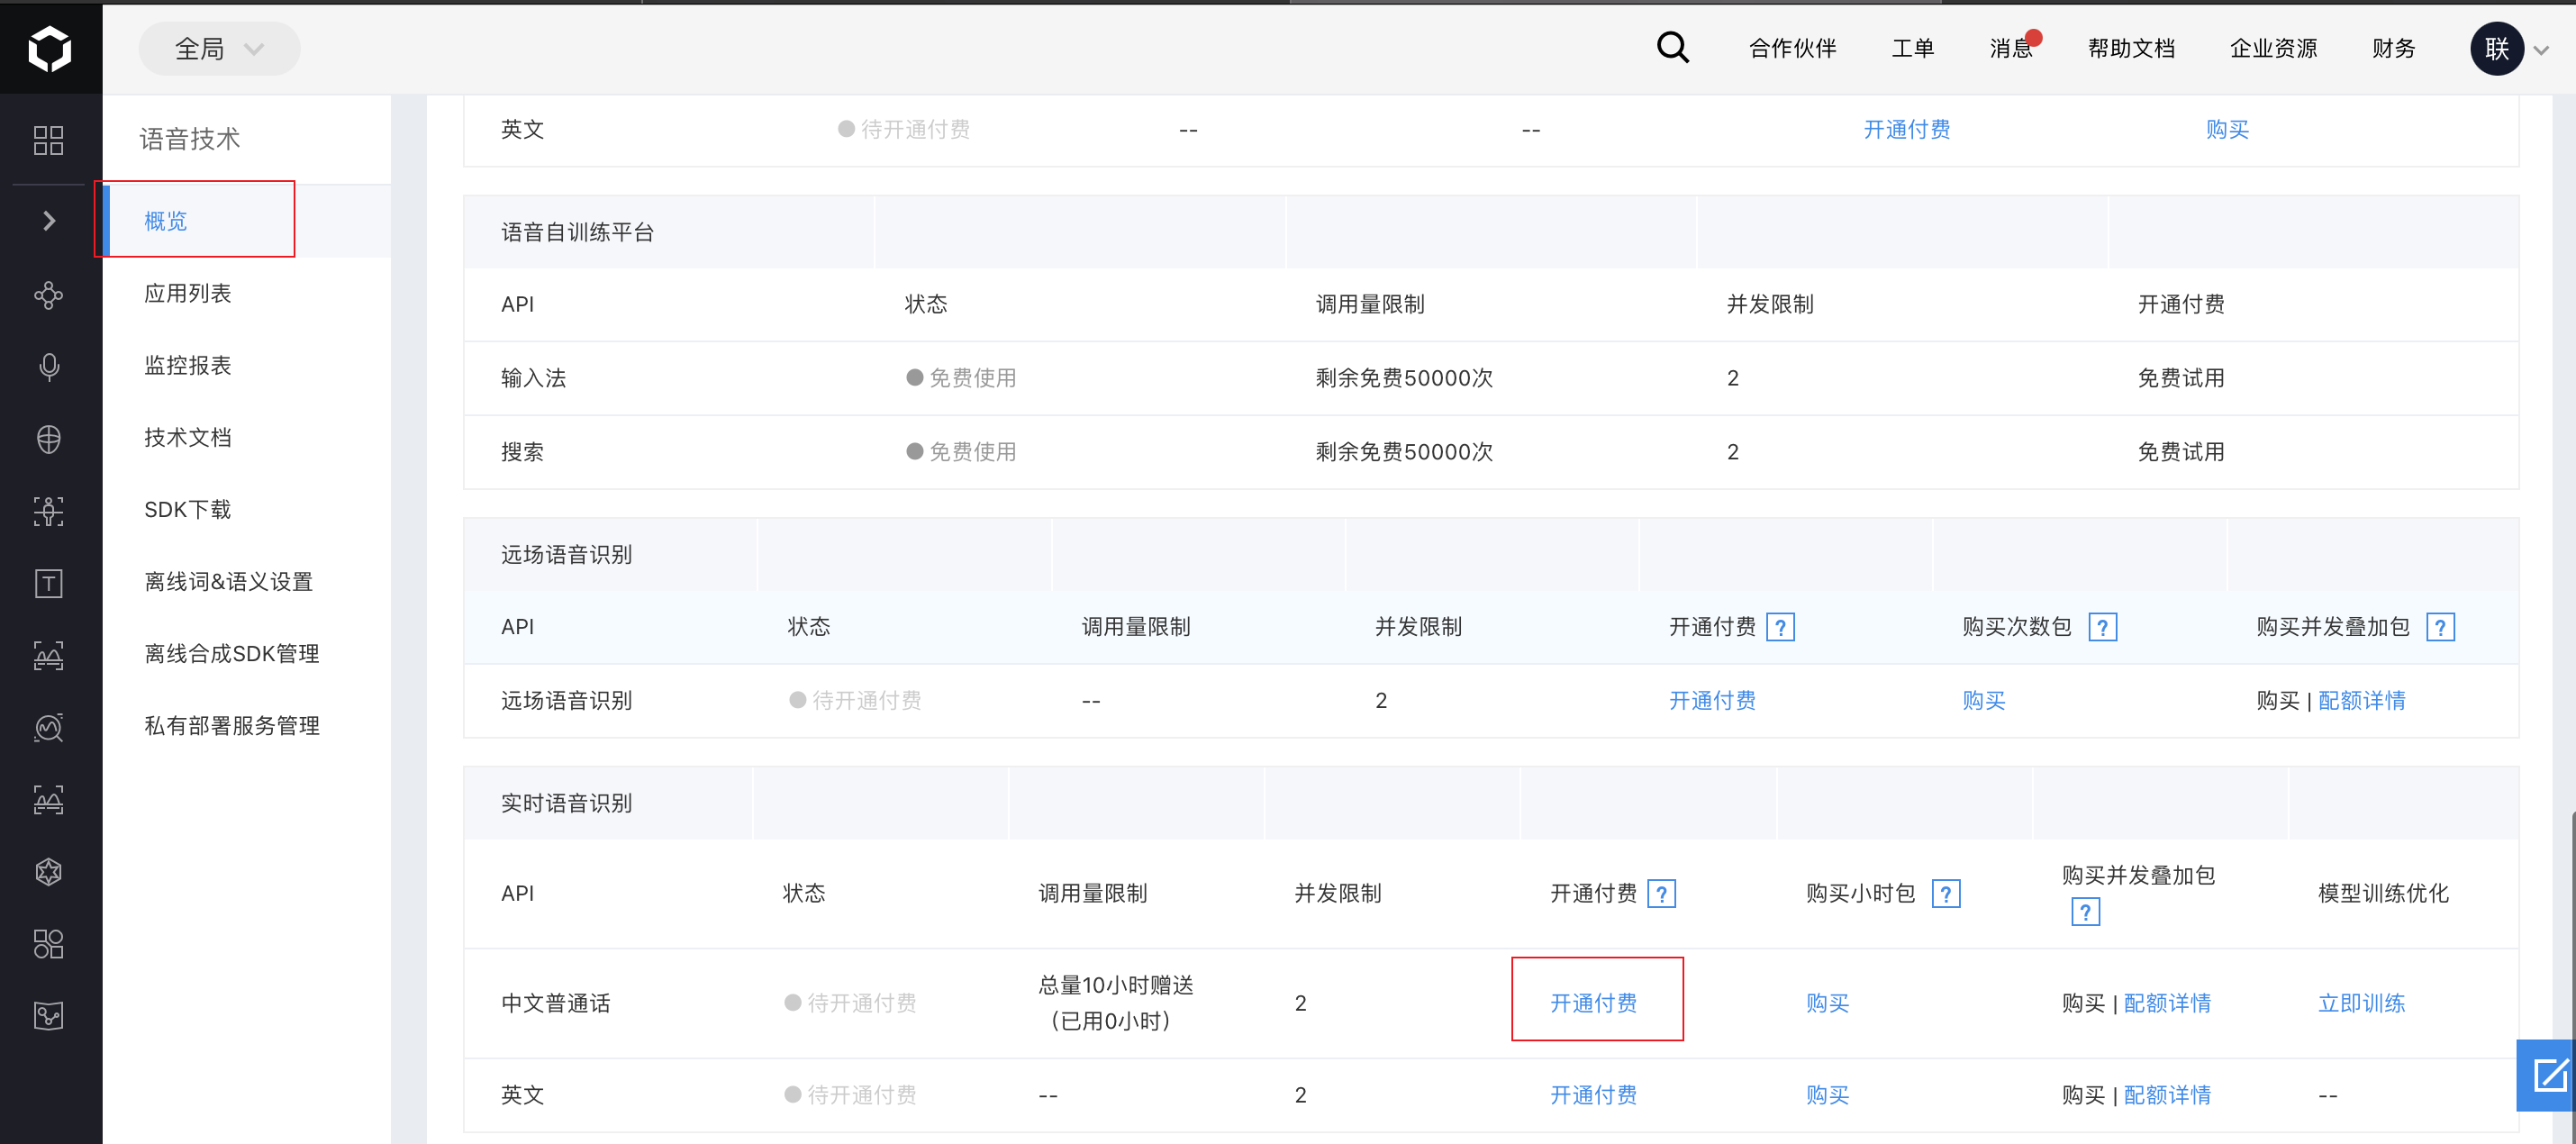 全局
合作伙伴 工单 消息 帮助文档 企业资源 财务 联
语音技术
概览
应用列表
监控报表
技术文档
SDK下载
离线词&语义设置
离线合成SDK管理
私有部署服务管理
英文 待开通付费 -- -- 开通付费 购买
语音自训练平台
API 状态 调用量限制 并发限制 开通付费
输入法 免费使用 剩余免费50000次 2 免费试用
搜索 免费使用 剩余免费50000次 2 免费试用
远场语音识别
API 状态 调用量限制 并发限制 开通付费 ? 购买次数包 ? 购买并发叠加包 ?
远场语音识别 待开通付费 -- 2 开通付费 购买 购买 | 配额详情
实时语音识别
API 状态 调用量限制 并发限制 开通付费 ? 购买小时包 ? 购买并发叠加包 ? 模型训练优化
中文普通话 待开通付费 总量10小时赠送 2 开通付费 购买 购买 | 配额详情 立即训练
（已用0小时）
英文 待开通付费 -- 2 开通付费 购买 购买 | 配额详情 --
T